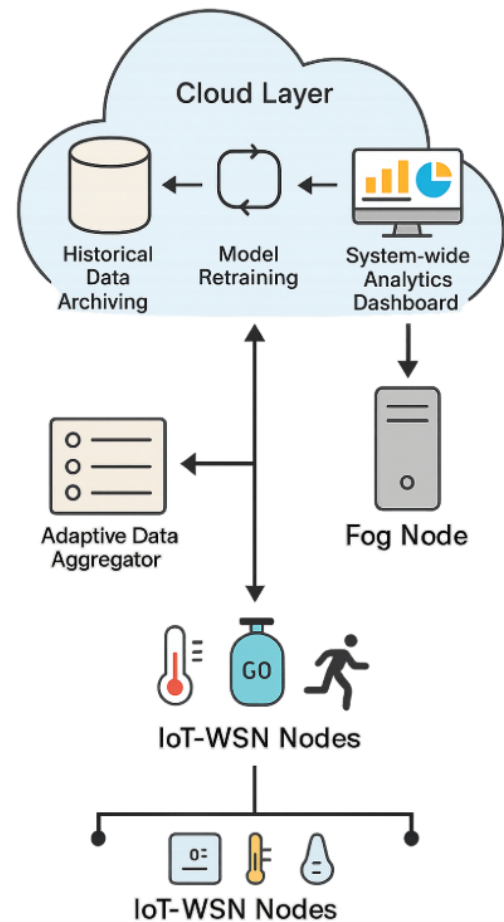 Cloud Layer
Historical
Data
Archiving
Model
Retraining
System-wide
Analytics
Dashboard
Adaptive Data
Aggregator
Fog Node
GO
IoT-WSN Nodes
IoT-WSN Nodes